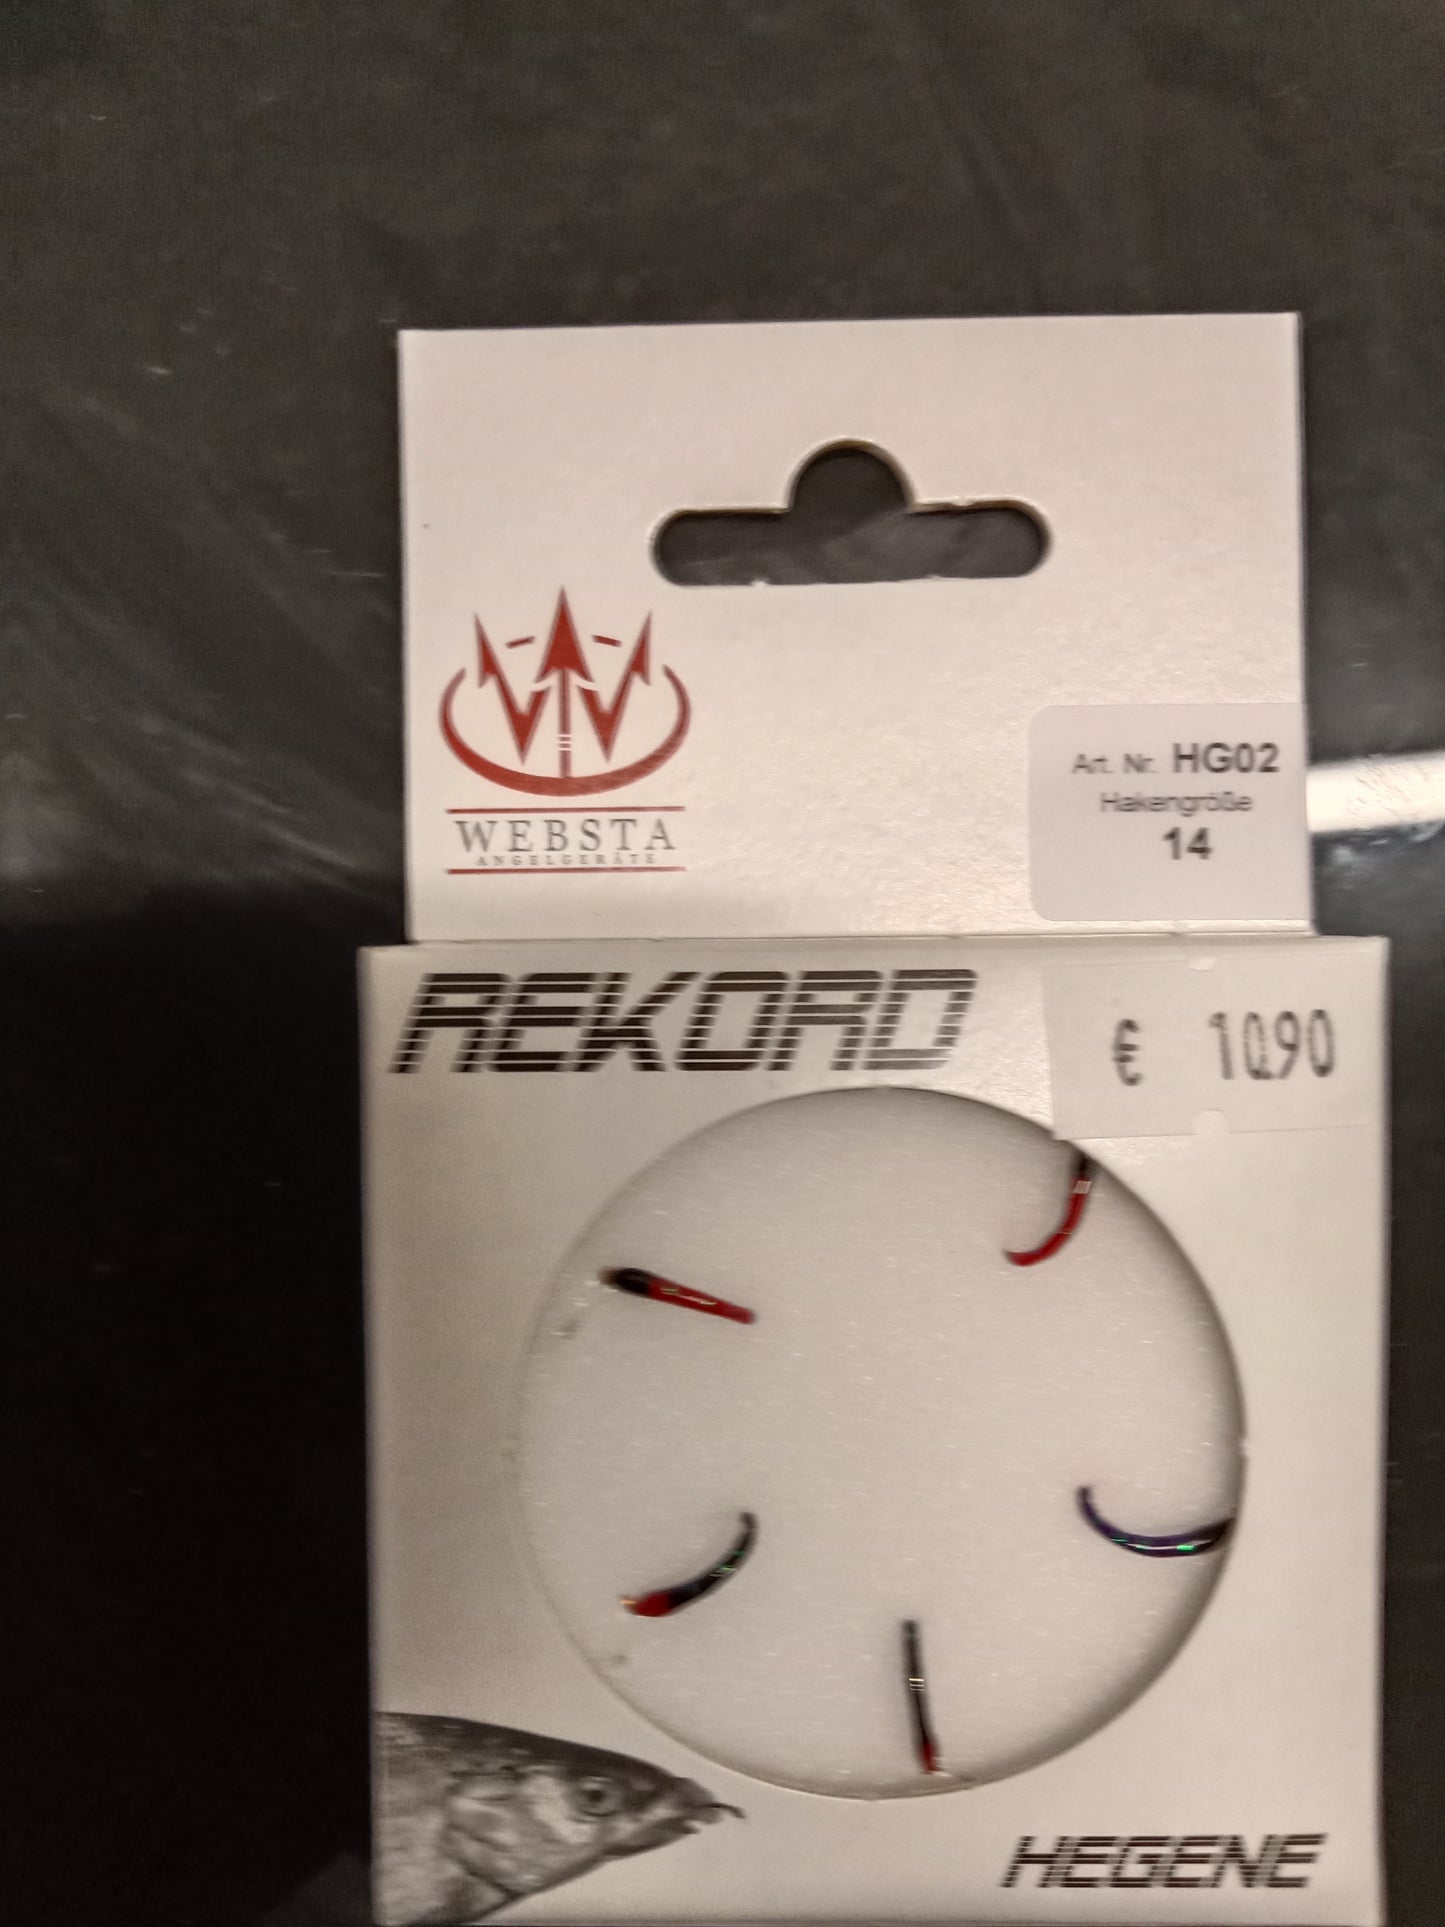 WEBSTA
ANGELGERÄTE
Art. Nr. HG02
Hakengröße
14
REKORD
€ 10.90
HEGENE